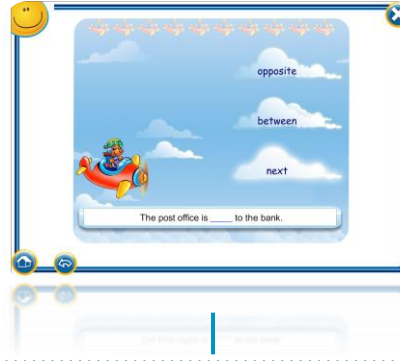 opposite
between
next
The post office is _____ to the bank.